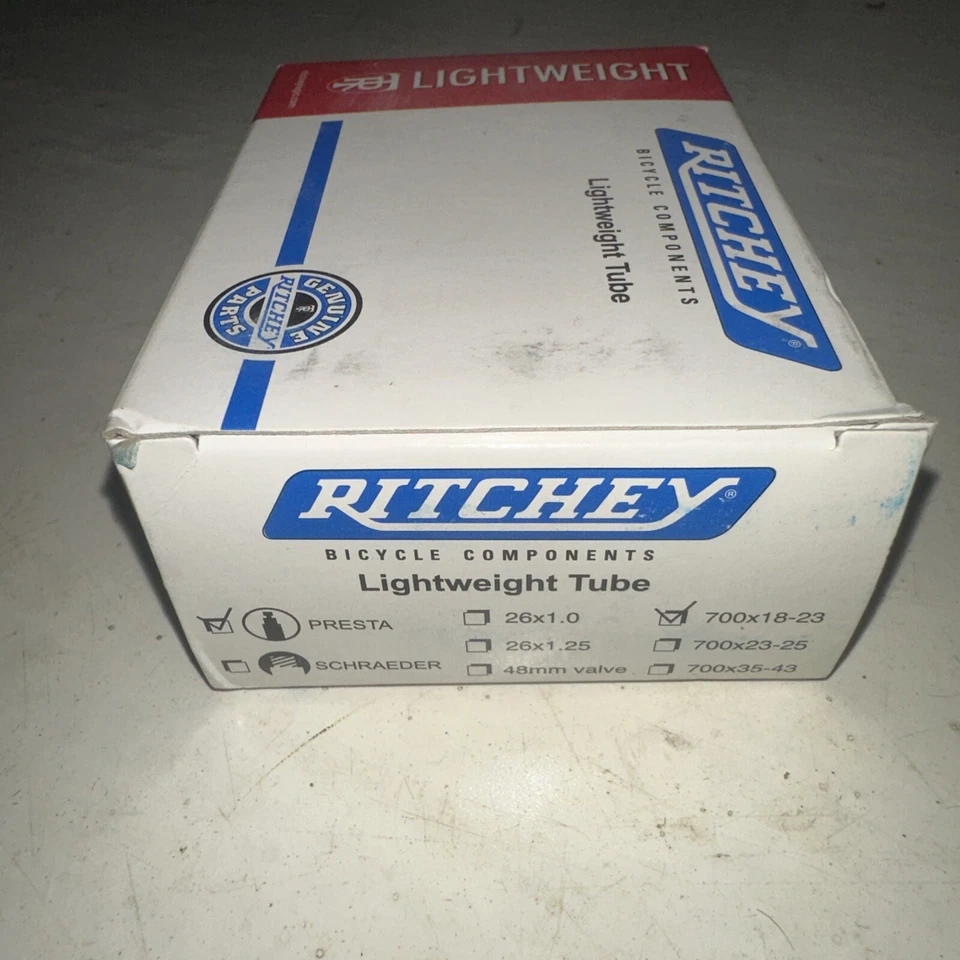 LIGHTWEIGHT
RITCHEY®
BICYCLE COMPONENTS
Lightweight Tube
GENUINE
RITCHEY
PARTS
RITCHEY®
BICYCLE COMPONENTS
Lightweight Tube
PRESTA
SCHRAEDER
26x1.0
26x1.25
48mm valve
700x18-23
700x23-25
700x35-43